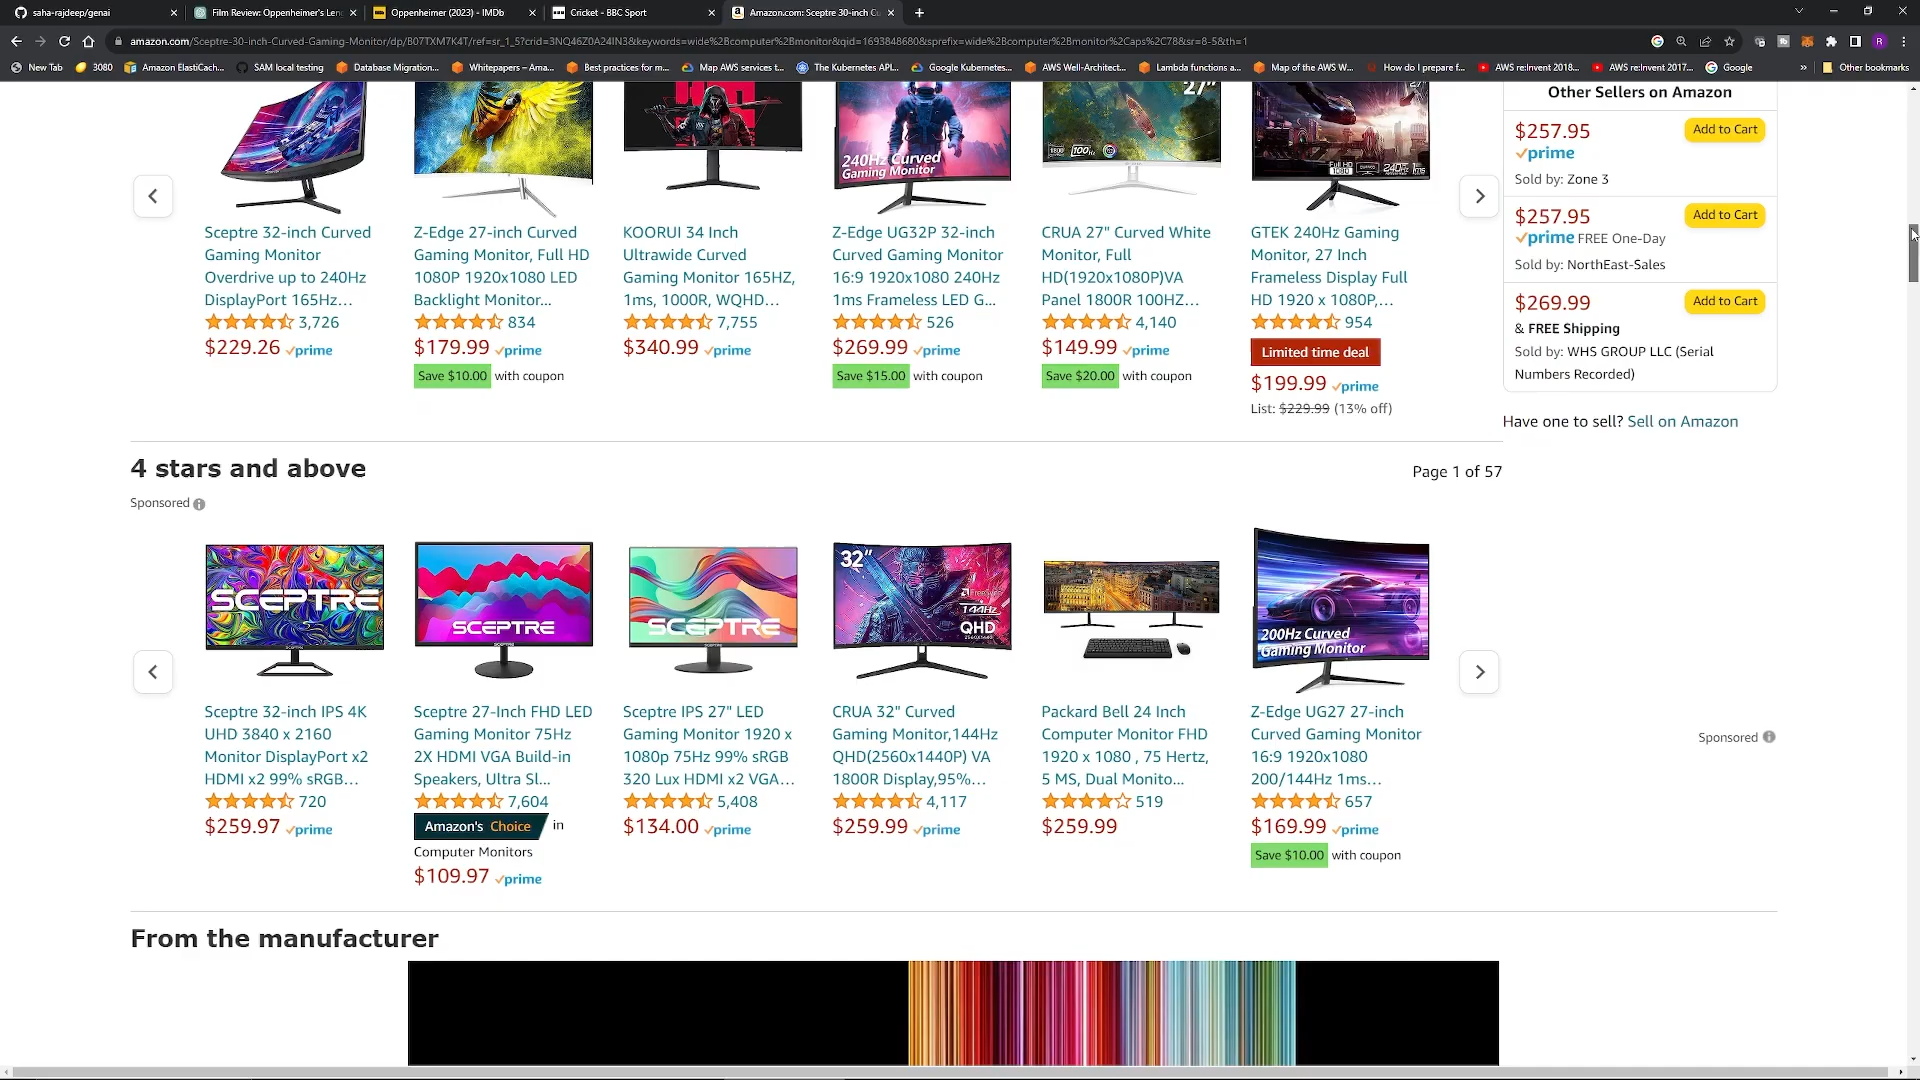 saha-rajdeep/genai
Film Review: Oppenheimer's Len
Oppenheimer (2023) - IMDb
Cricket - BBC Sport
Amazon.com: Sceptre 30-inch Cu
amazon.com/Sceptre-30-inch-Curved-Gaming-Monitor/dp/B07TXM7K4T/ref=sr_1_5?crid=3NQ46Z0A24IN3&keywords=wide%2Bcomputer%2Bmonitor&qid=1693848680&sprefix=wide%2Bcomputer%2Bmonitor%2Caps%2C78&sr=8-5&th=1
New Tab
3080
Amazon ElastiCach...
SAM local testing
Database Migration...
Whitepapers – Ama...
Best practices for m...
Map AWS services t...
The Kubernetes API...
Google Kubernetes...
AWS Well-Architect...
Lambda functions a...
Map of the AWS W...
How do I prepare f...
AWS re:Invent 2018...
AWS re:Invent 2017...
Google
Other bookmarks
240Hz Curved
Gaming Monitor
100Hz
27"
Sceptre 32-inch Curved
Gaming Monitor
Overdrive up to 240Hz
DisplayPort 165Hz...
3,726
$229.26 prime
Z-Edge 27-inch Curved
Gaming Monitor, Full HD
1080P 1920x1080 LED
Backlight Monitor...
834
$179.99 prime
Save $10.00 with coupon
KOORUI 34 Inch
Ultrawide Curved
Gaming Monitor 165HZ,
1ms, 1000R, WQHD...
7,755
$340.99 prime
Z-Edge UG32P 32-inch
Curved Gaming Monitor
16:9 1920x1080 240Hz
1ms Frameless LED G...
526
$269.99 prime
Save $15.00 with coupon
CRUA 27" Curved White
Monitor, Full
HD(1920x1080P)VA
Panel 1800R 100HZ...
4,140
$149.99 prime
Save $20.00 with coupon
GTEK 240Hz Gaming
Monitor, 27 Inch
Frameless Display Full
HD 1920 x 1080P,...
954
Limited time deal
$199.99 prime
List: $229.99 (13% off)
Other Sellers on Amazon
$257.95
Add to Cart
prime
Sold by: Zone 3
$257.95
Add to Cart
prime FREE One-Day
Sold by: NorthEast-Sales
$269.99
Add to Cart
& FREE Shipping
Sold by: WHS GROUP LLC (Serial
Numbers Recorded)
Have one to sell? Sell on Amazon
4 stars and above
Page 1 of 57
Sponsored
SCEPTRE
SCEPTRE
SCEPTRE
32"
FreeSync
144Hz
QHD
2560x1440
200Hz Curved
Gaming Monitor
Sceptre 32-inch IPS 4K
UHD 3840 x 2160
Monitor DisplayPort x2
HDMI x2 99% sRGB...
720
$259.97 prime
Sceptre 27-Inch FHD LED
Gaming Monitor 75Hz
2X HDMI VGA Build-in
Speakers, Ultra Sl...
7,604
Amazon's Choice in
Computer Monitors
$109.97 prime
Sceptre IPS 27" LED
Gaming Monitor 1920 x
1080p 75Hz 99% sRGB
320 Lux HDMI x2 VGA...
5,408
$134.00 prime
CRUA 32" Curved
Gaming Monitor,144Hz
QHD(2560x1440P) VA
1800R Display,95%...
4,117
$259.99 prime
Packard Bell 24 Inch
Computer Monitor FHD
1920 x 1080 , 75 Hertz,
5 MS, Dual Monito...
519
$259.99
Z-Edge UG27 27-inch
Curved Gaming Monitor
16:9 1920x1080
200/144Hz 1ms...
657
$169.99 prime
Save $10.00 with coupon
Sponsored
From the manufacturer